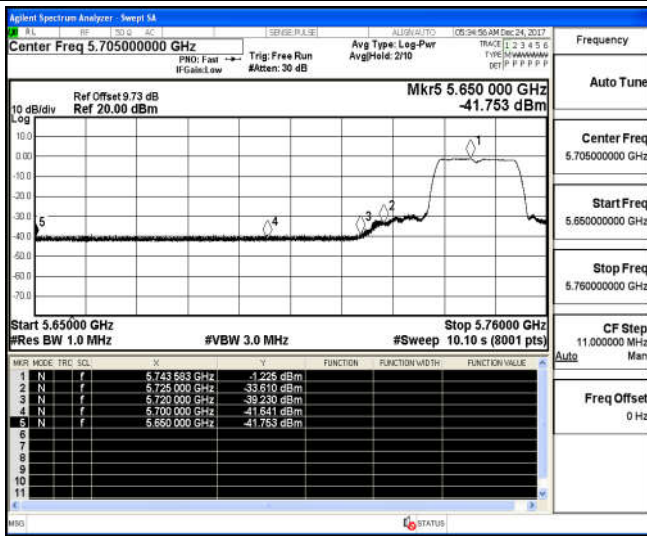 Agilent Spectrum Analyzer - Swept SA
RL RF 50 Ω AC SENSE:PULSE ALIGNAUTO 05:34:56 AM Dec 24, 2017
Center Freq 5.705000000 GHz
PNO: Fast
IFGain:Low
Trig: Free Run
#Atten: 30 dB
Avg Type: Log-Pwr
Avg|Hold: 2/10
TRACE 1 2 3 4 5 6
TYPE MWWWWW
DET P P P P P P
Mkr5 5.650 000 GHz
-41.753 dBm
Ref Offset 9.73 dB
10 dB/div Ref 20.00 dBm
Log
10.0
0.00
-10.0
-20.0
-30.0
-40.0
-50.0
-60.0
-70.0
1
2
3
4
5
Start 5.65000 GHz Stop 5.76000 GHz
#Res BW 1.0 MHz #VBW 3.0 MHz #Sweep 10.10 s (8001 pts)
MKR MODE TRC SCL X Y FUNCTION FUNCTION WIDTH FUNCTION VALUE
1 N f 5.743 583 GHz -1.225 dBm
2 N f 5.725 000 GHz -33.610 dBm
3 N f 5.720 000 GHz -39.230 dBm
4 N f 5.700 000 GHz -41.641 dBm
5 N f 5.650 000 GHz -41.753 dBm
6
7
8
9
10
11
MSG STATUS
Frequency
Auto Tune
Center Freq
5.705000000 GHz
Start Freq
5.650000000 GHz
Stop Freq
5.760000000 GHz
CF Step
11.000000 MHz
Auto Man
Freq Offset
0 Hz